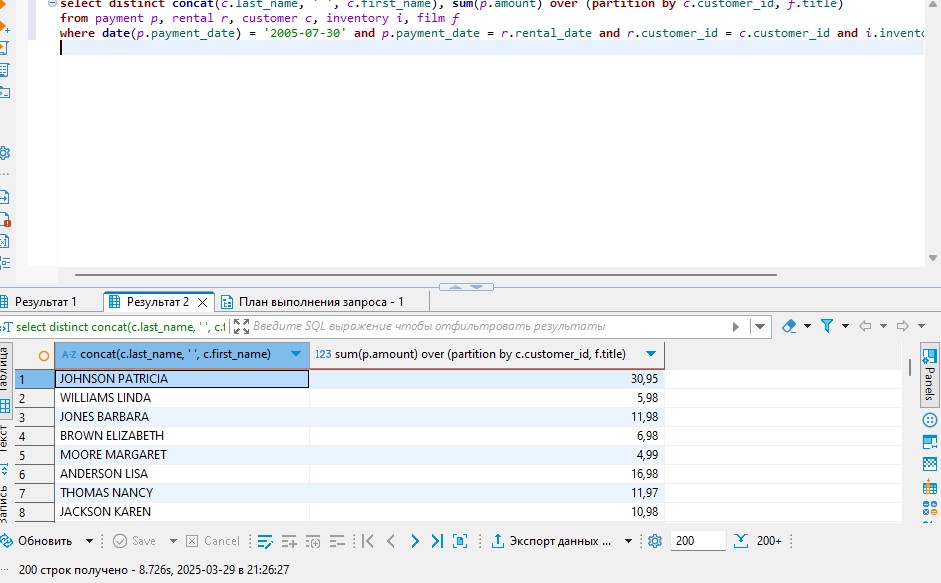 select distinct concat(c.last_name, ' ', c.first_name), sum(p.amount) over (partition by c.customer_id, f.title)
from payment p, rental r, customer c, inventory i, film f
where date(p.payment_date) = '2005-07-30' and p.payment_date = r.rental_date and r.customer_id = c.customer_id and i.invento
Результат 1
Результат 2
План выполнения запроса - 1
select distinct concat(c.last_name, ' ', c.f
Введите SQL выражение чтобы отфильтровать результаты
Таблица
Текст
Запись
A-Z concat(c.last_name, ' ', c.first_name)
123 sum(p.amount) over (partition by c.customer_id, f.title)
1 JOHNSON PATRICIA 30,95
2 WILLIAMS LINDA 5,98
3 JONES BARBARA 11,98
4 BROWN ELIZABETH 6,98
5 MOORE MARGARET 4,99
6 ANDERSON LISA 16,98
7 THOMAS NANCY 11,97
8 JACKSON KAREN 10,98
Panels
Обновить
Save
Cancel
Экспорт данных ...
200
200+
200 строк получено - 8.726s, 2025-03-29 в 21:26:27